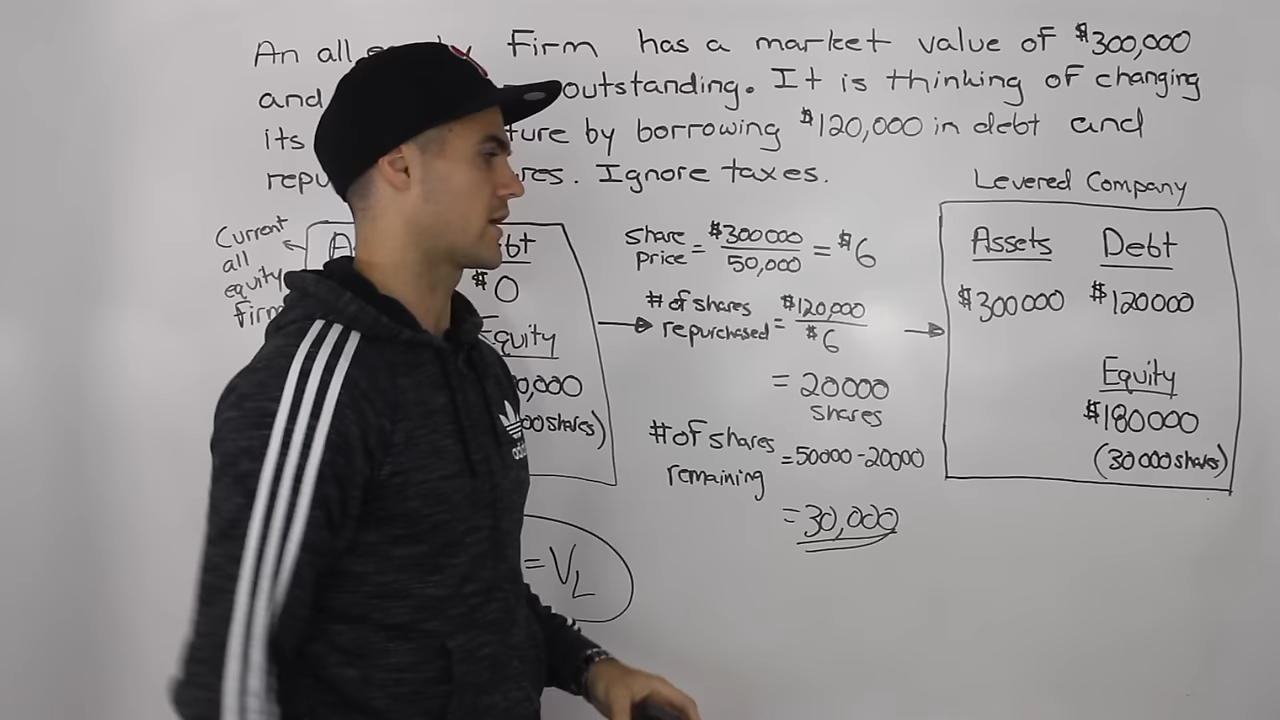 An all Firm has a market value of $300,000
and outstanding. It is thinking of changing
its ture by borrowing $120,000 in debt and
repu res. Ignore taxes.
Current
all
equity
firm
$0
Equity
0,000
00 shares)
= VL
share price = $300000 / 50,000 = $6
# of shares repurchased = $120,000 / $6
= 20000
shares
# of shares remaining = 50000 - 20000
= 30,000
Levered Company
Assets Debt
$300000 $120000
Equity
$180000
(30000 shares)
adidas